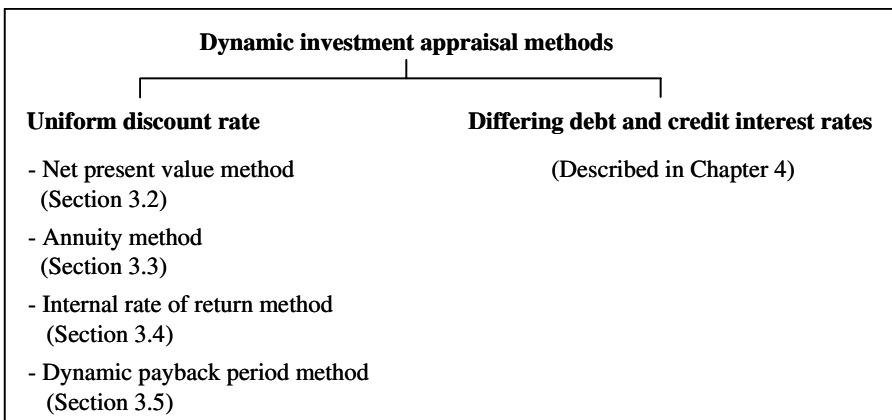 Dynamic investment appraisal methods
Uniform discount rate
- Net present value method
(Section 3.2)
- Annuity method
(Section 3.3)
- Internal rate of return method
(Section 3.4)
- Dynamic payback period method
(Section 3.5)
Differing debt and credit interest rates
(Described in Chapter 4)